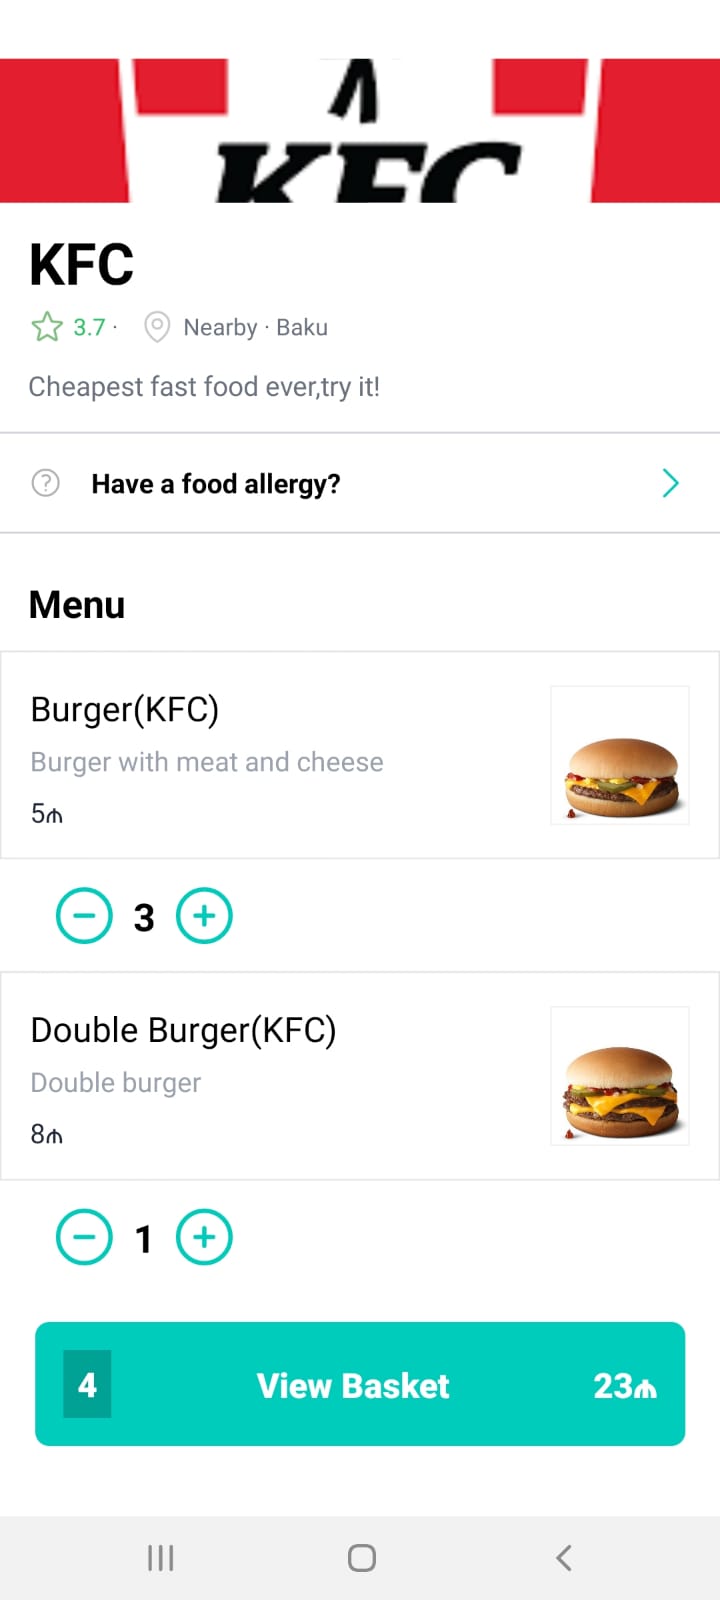 KFC
KFC
3.7 · Nearby · Baku
Cheapest fast food ever,try it!
? Have a food allergy?
Menu
Burger(KFC)
Burger with meat and cheese
5₼
3
Double Burger(KFC)
Double burger
8₼
1
4 View Basket 23₼